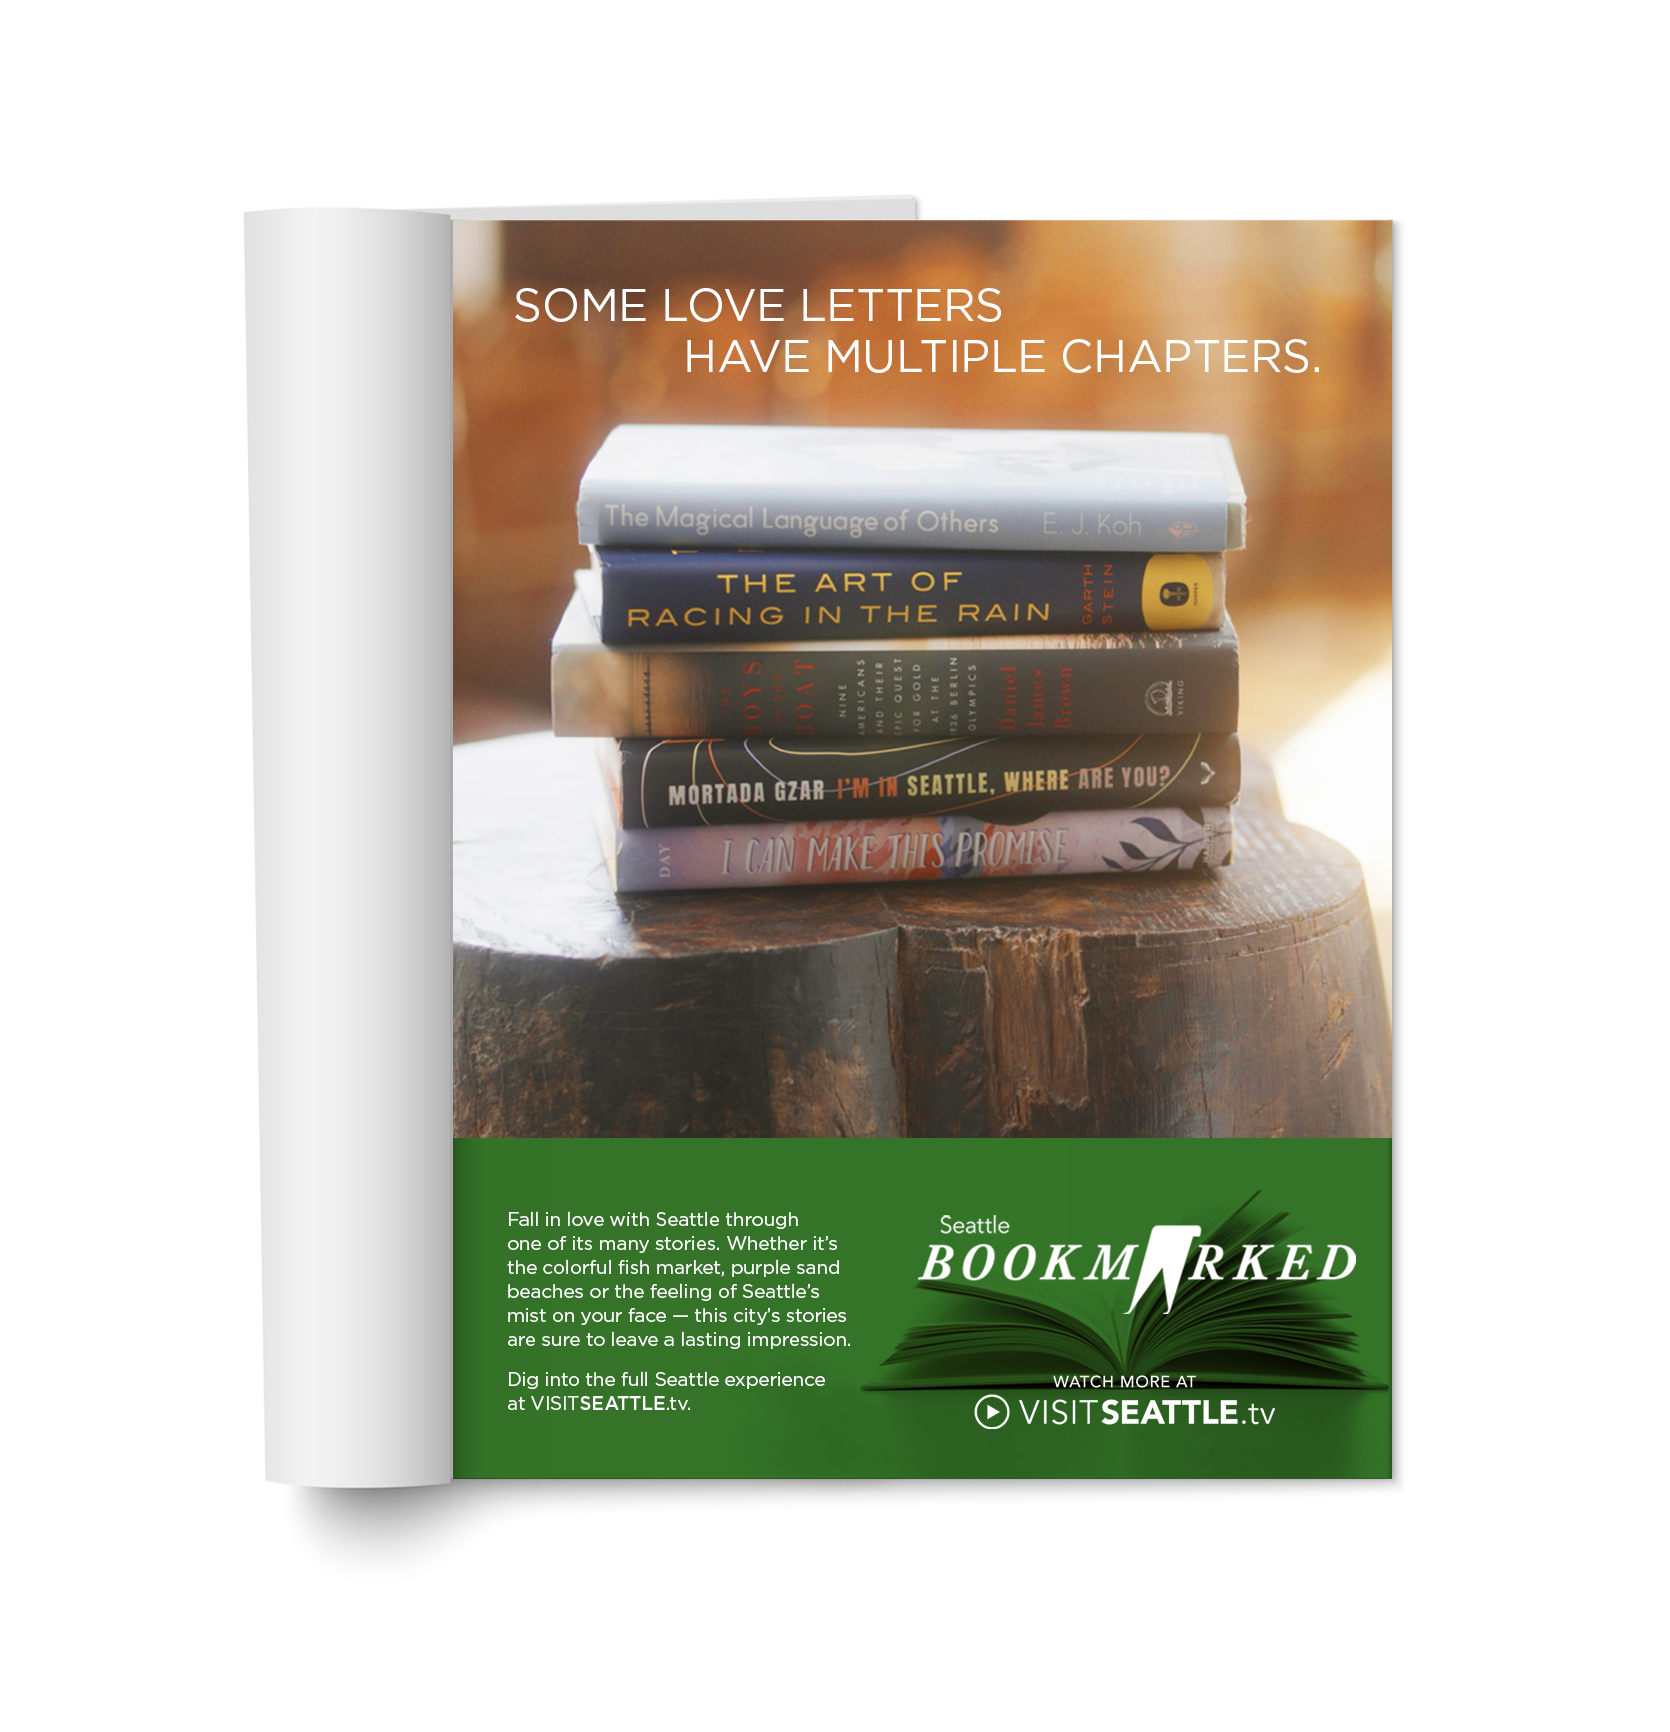 SOME LOVE LETTERS
HAVE MULTIPLE CHAPTERS.
The Magical Language of Others E. J. Koh
THE ART OF
RACING IN THE RAIN
GARTH
STEIN
HARPER
THE
BOYS
IN THE
BOAT
NINE
AMERICANS
AND THEIR
EPIC QUEST
FOR GOLD
AT THE
1936 BERLIN
OLYMPICS
Daniel
James
Brown
VIKING
MORTADA GZAR I'M IN SEATTLE, WHERE ARE YOU?
DAY I CAN MAKE THIS PROMISE
Fall in love with Seattle through
one of its many stories. Whether it's
the colorful fish market, purple sand
beaches or the feeling of Seattle's
mist on your face — this city's stories
are sure to leave a lasting impression.
Dig into the full Seattle experience
at VISITSEATTLE.tv.
Seattle
BOOKMARKED
WATCH MORE AT
VISITSEATTLE.tv